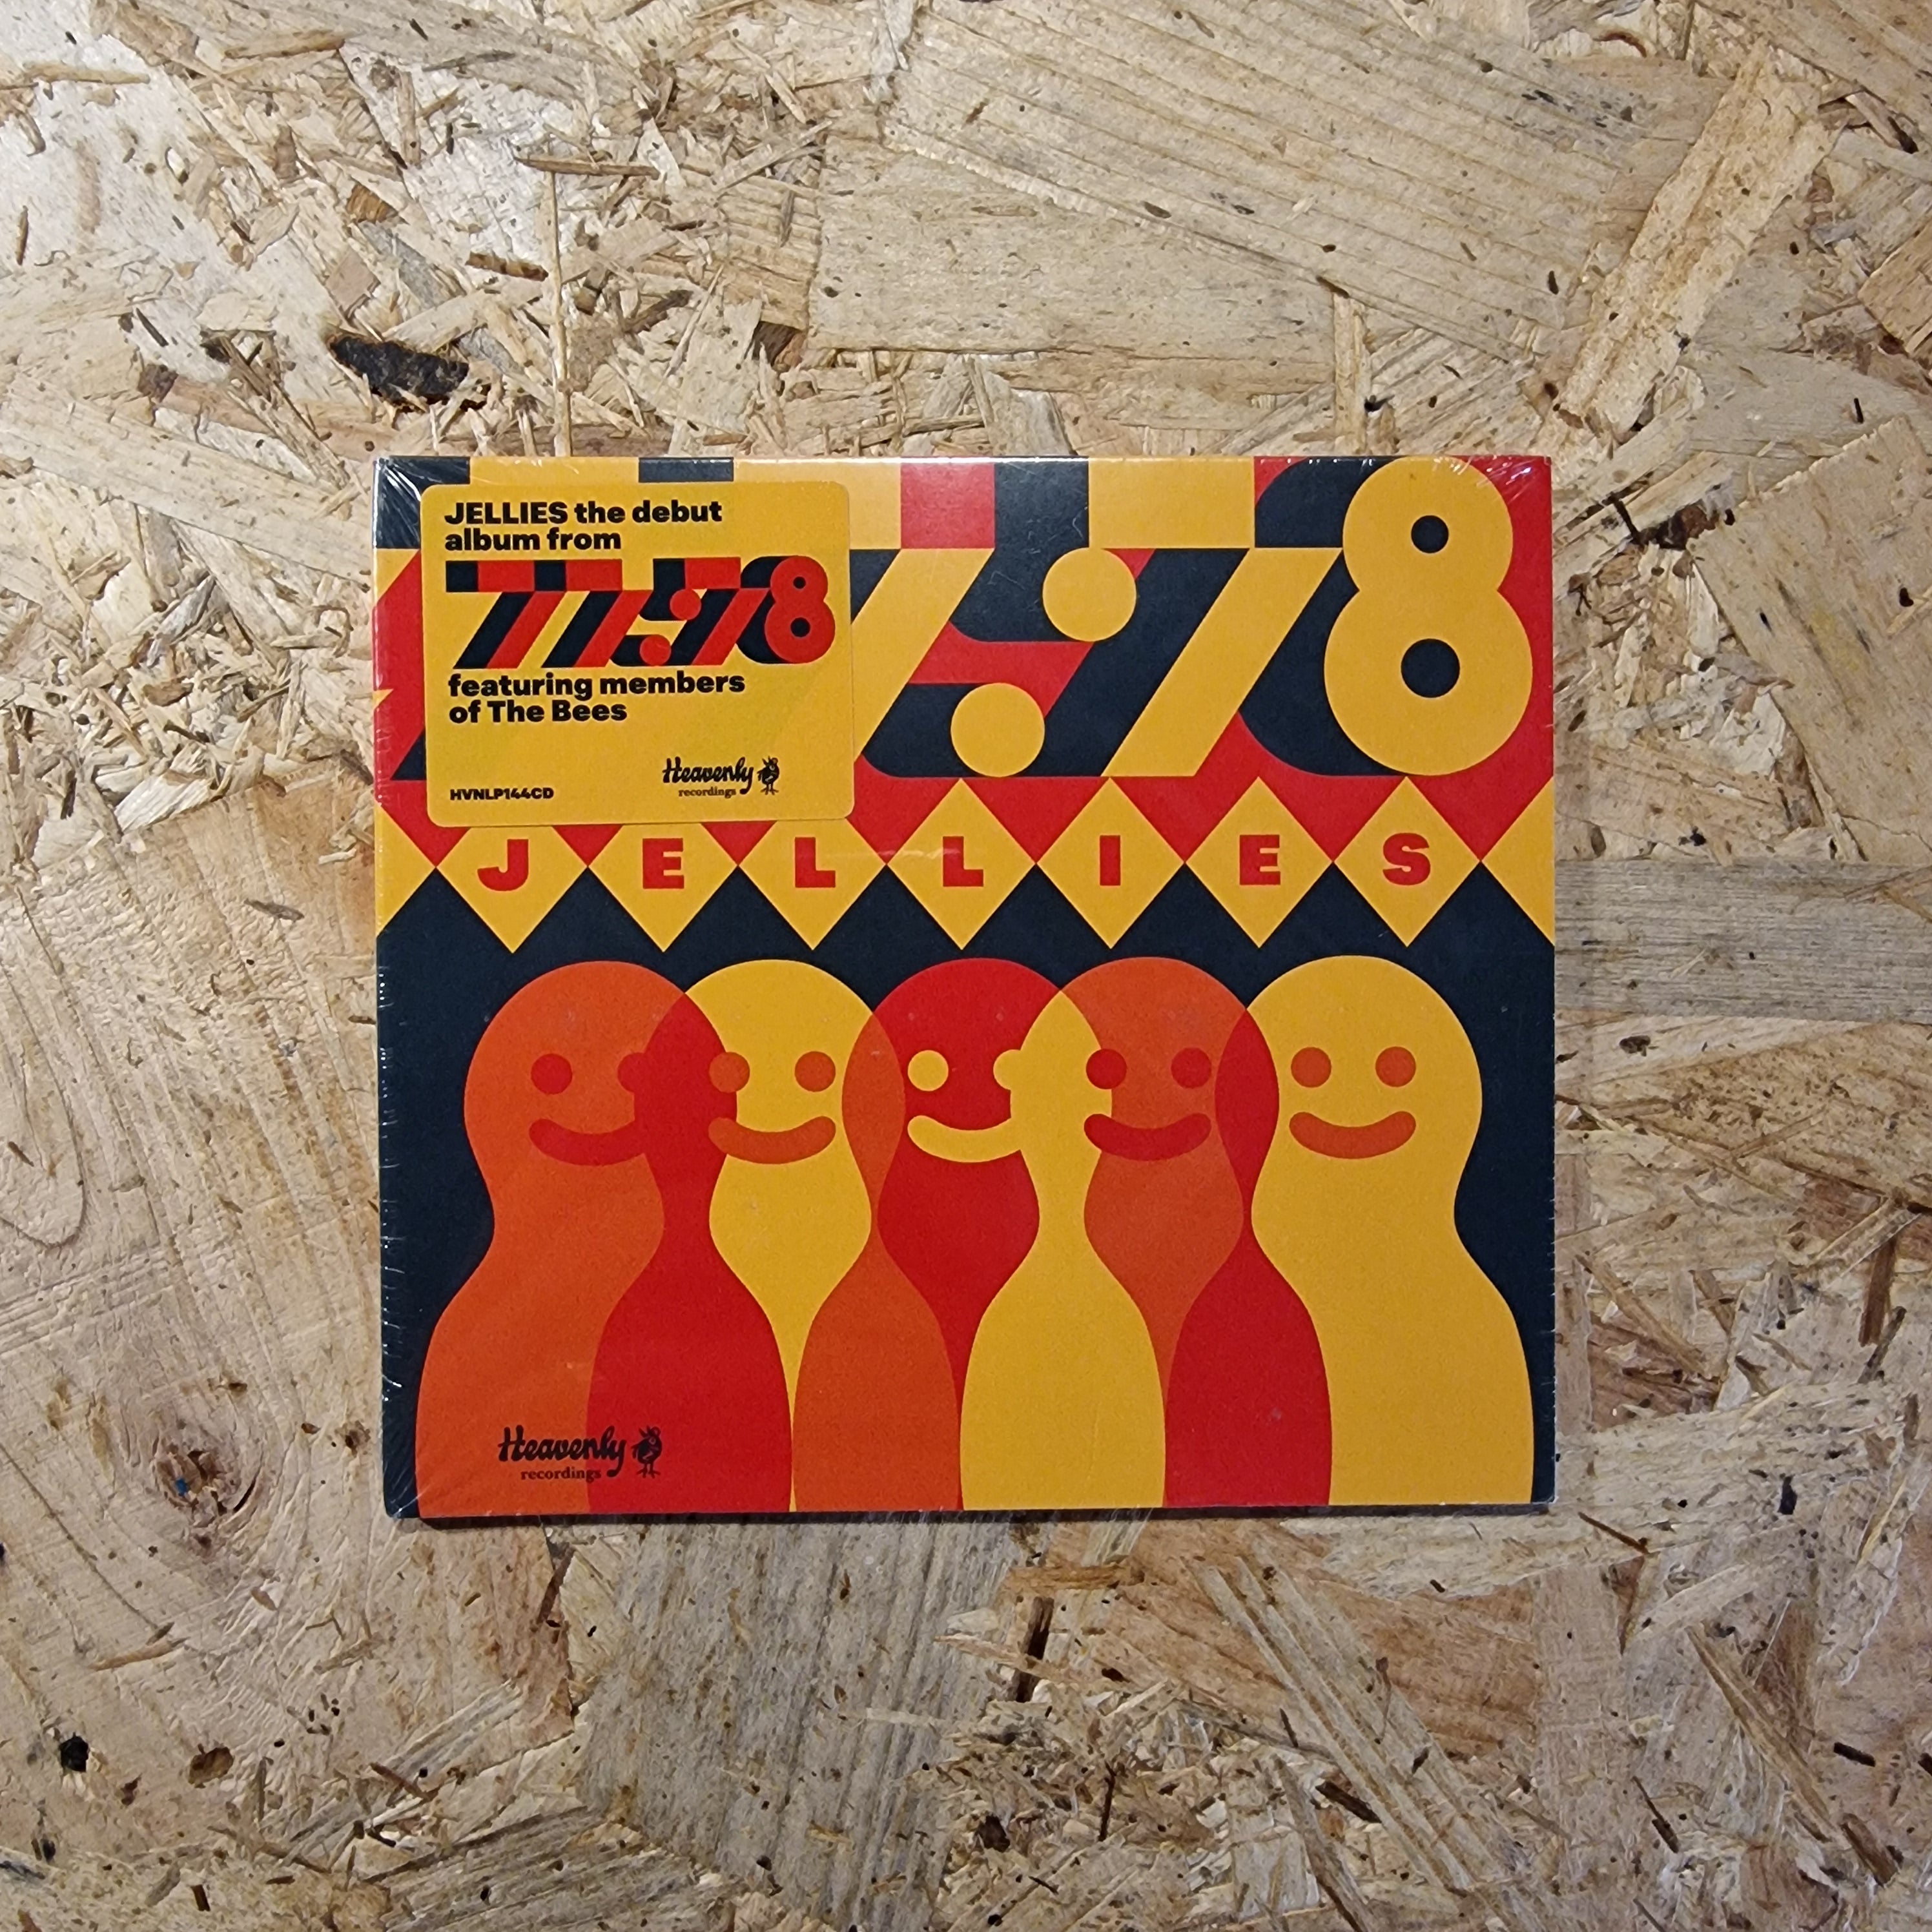 JELLIES the debut
album from
77:78
featuring members
of The Bees
Heavenly
recordings
HVNLP144CD
7:78
JELLIES
Heavenly
recordings